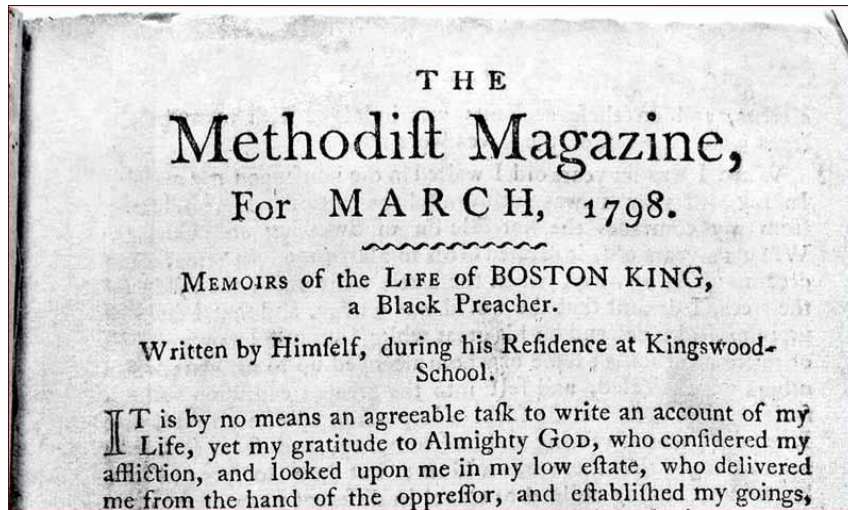 THE
Methodiſt Magazine,
For MARCH, 1798.
MEMOIRS of the LIFE of BOSTON KING,
a Black Preacher.
Written by Himſelf, during his Reſidence at Kingswood-
School.
IT is by no means an agreeable taſk to write an account of my
Life, yet my gratitude to Almighty GOD, who conſidered my
affliction, and looked upon me in my low eſtate, who delivered
me from the hand of the oppreſſor, and eſtabliſhed my goings,